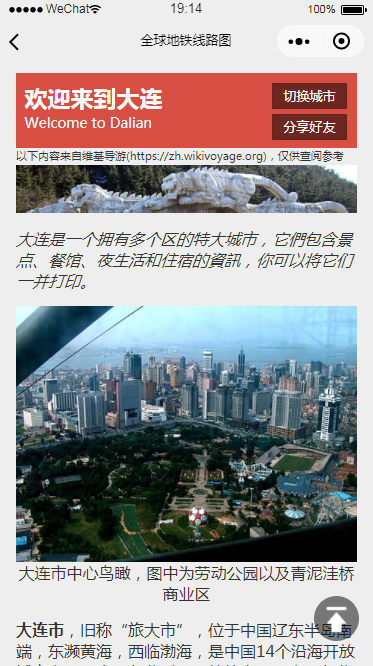 WeChat
19:14
100%
全球地铁线路图
欢迎来到大连
Welcome to Dalian
切换城市
分享好友
以下内容来自维基导游(https://zh.wikivoyage.org)，仅供查阅参考
大连是一个拥有多个区的特大城市，它們包含景
点、餐馆、夜生活和住宿的資訊，你可以将它们
一并打印。
大连市中心鸟瞰，图中为劳动公园以及青泥洼桥
商业区
大连市，旧称“旅大市”，位于中国辽东半岛南
端，东濒黄海，西临渤海，是中国14个沿海开放